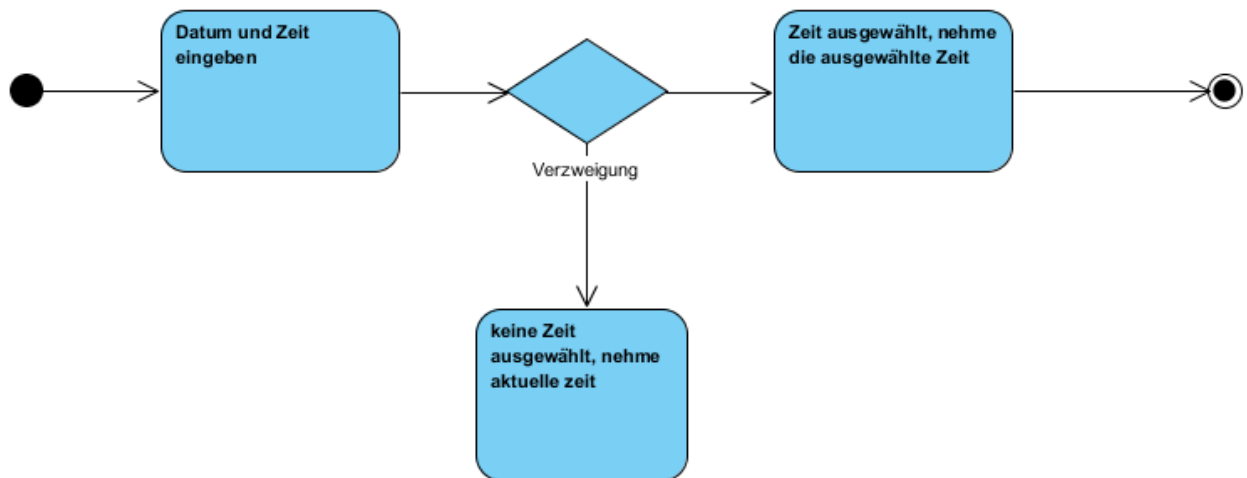 Datum und Zeit
eingeben
Zeit ausgewählt, nehme
die ausgewählte Zeit
Verzweigung
keine Zeit
ausgewählt, nehme
aktuelle zeit